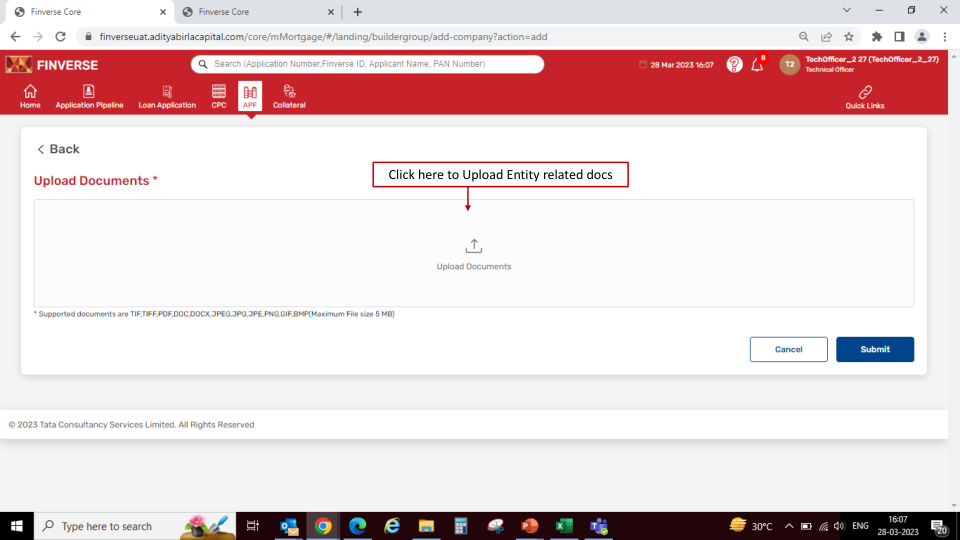 Finverse Core
Finverse Core
finverseuat.adityabirlacapital.com/core/mMortgage/#/landing/buildergroup/add-company?action=add
FINVERSE
Search (Application Number,Finverse ID, Applicant Name, PAN Number)
28 Mar 2023 16:07
8
T2
TechOfficer_2 27 (TechOfficer_2_27)
Technical Officer
Home
Application Pipeline
Loan Application
CPC
APF
Collateral
Quick Links
Back
Click here to Upload Entity related docs
Upload Documents *
Upload Documents
* Supported documents are TIF,TIFF,PDF,DOC,DOCX,JPEG,JPG,JPE,PNG,GIF,BMP(Maximum File size 5 MB)
Cancel
Submit
© 2023 Tata Consultancy Services Limited. All Rights Reserved
Type here to search
30°C
ENG
16:07
28-03-2023
20